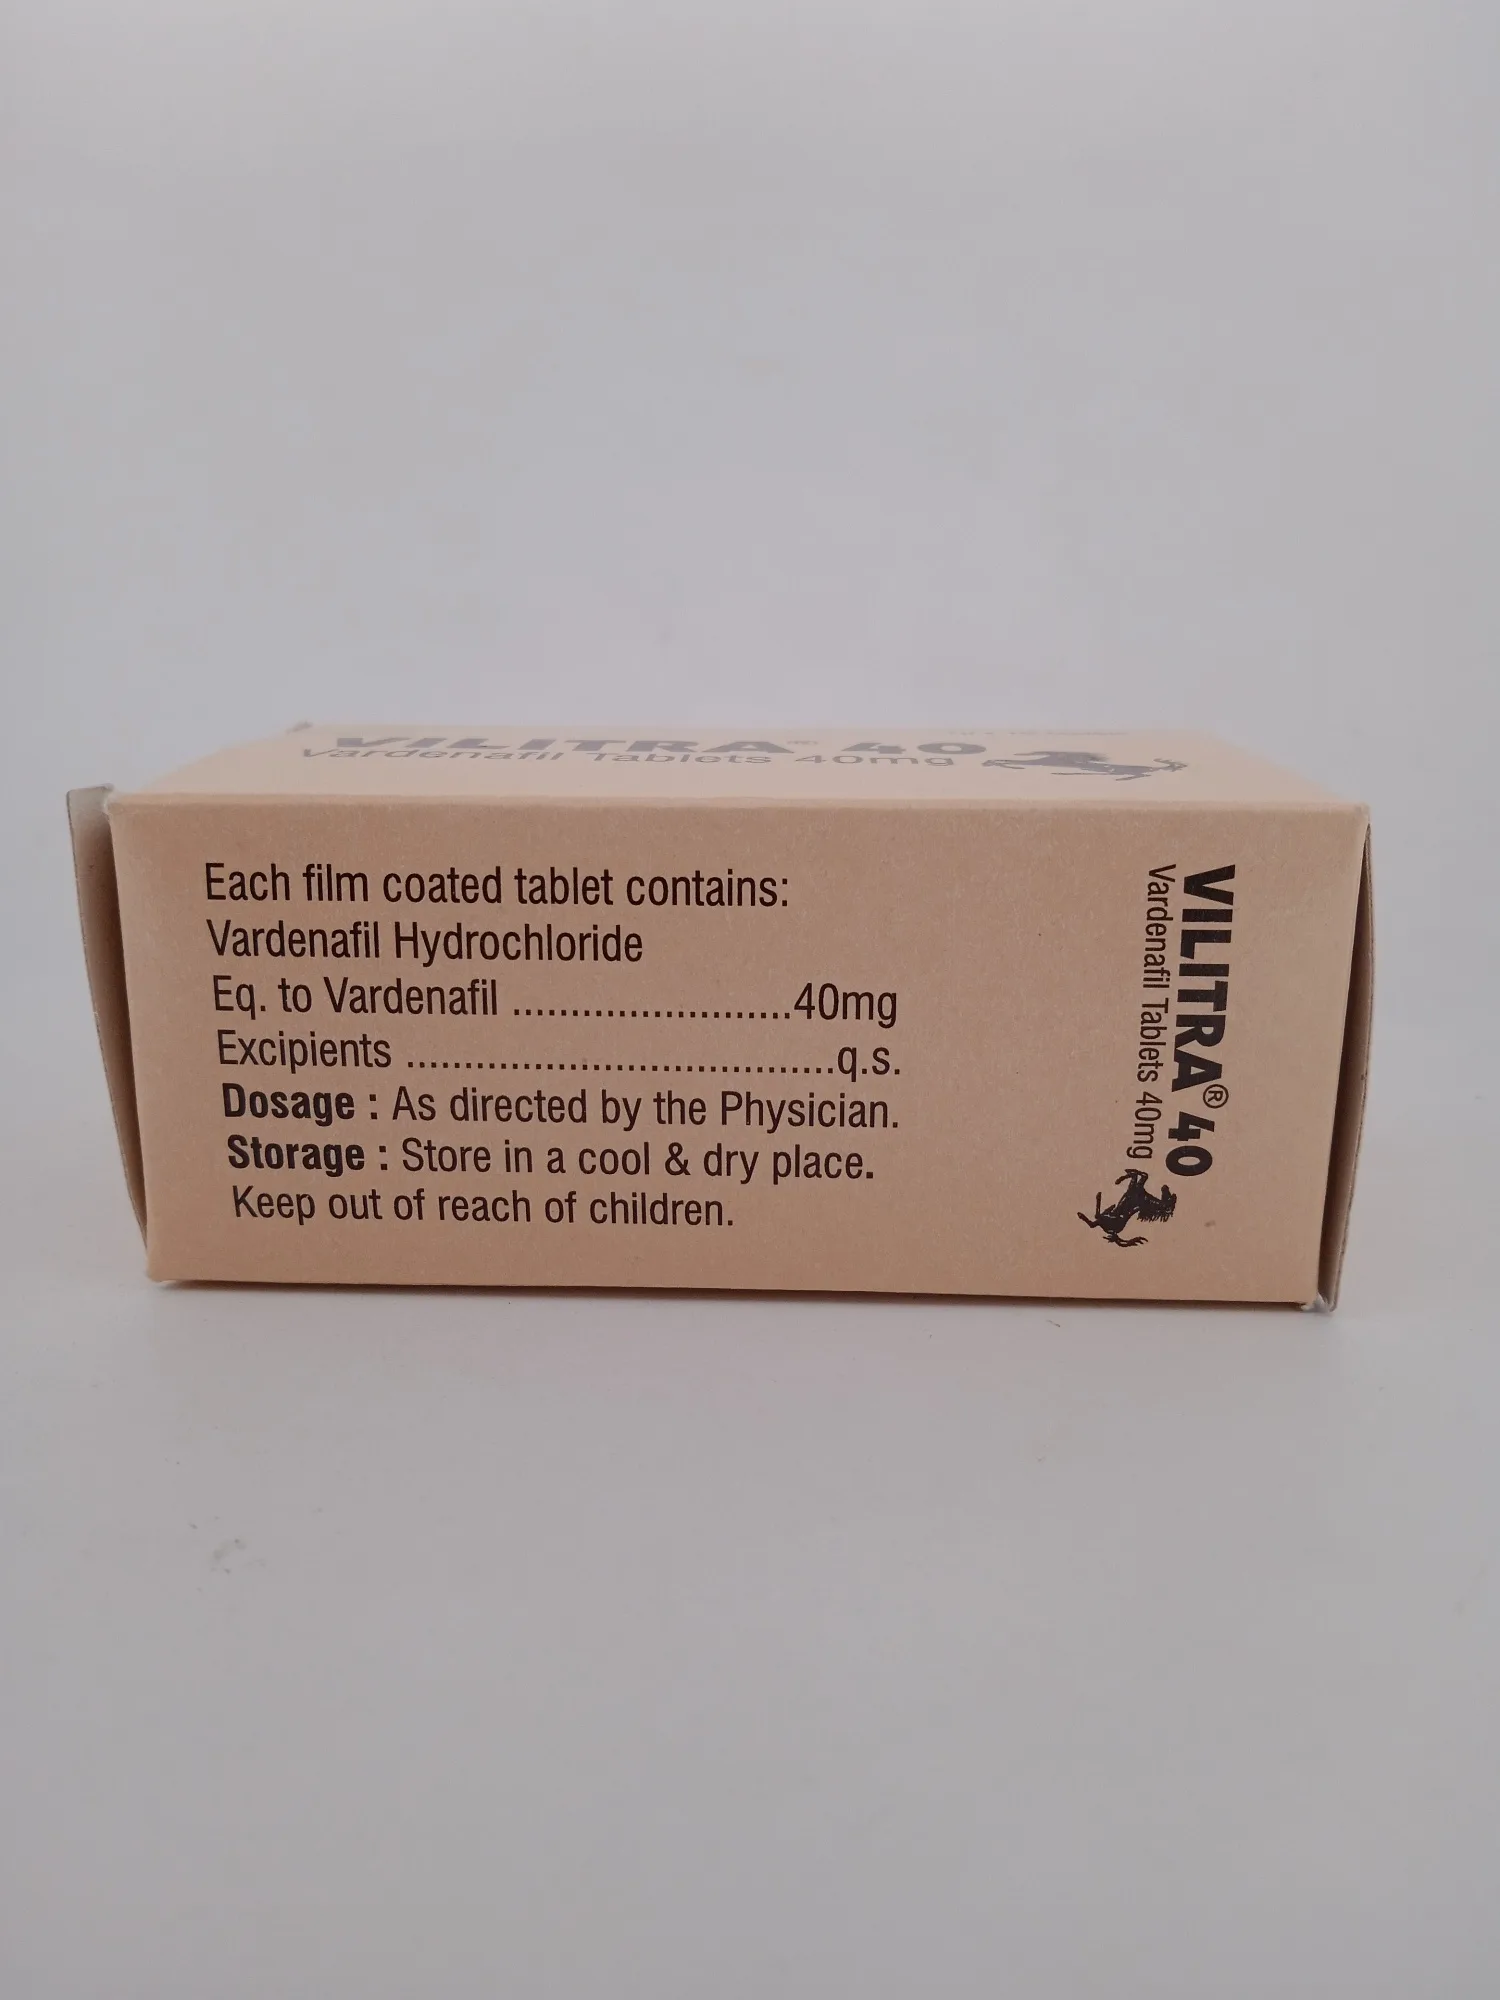 VILITRA® 40
Vardenafil Tablets 40mg
Each film coated tablet contains:
Vardenafil Hydrochloride
Eq. to Vardenafil ........................40mg
Excipients .....................................q.s.
Dosage : As directed by the Physician.
Storage : Store in a cool & dry place.
Keep out of reach of children.
VILITRA® 40
Vardenafil Tablets 40mg